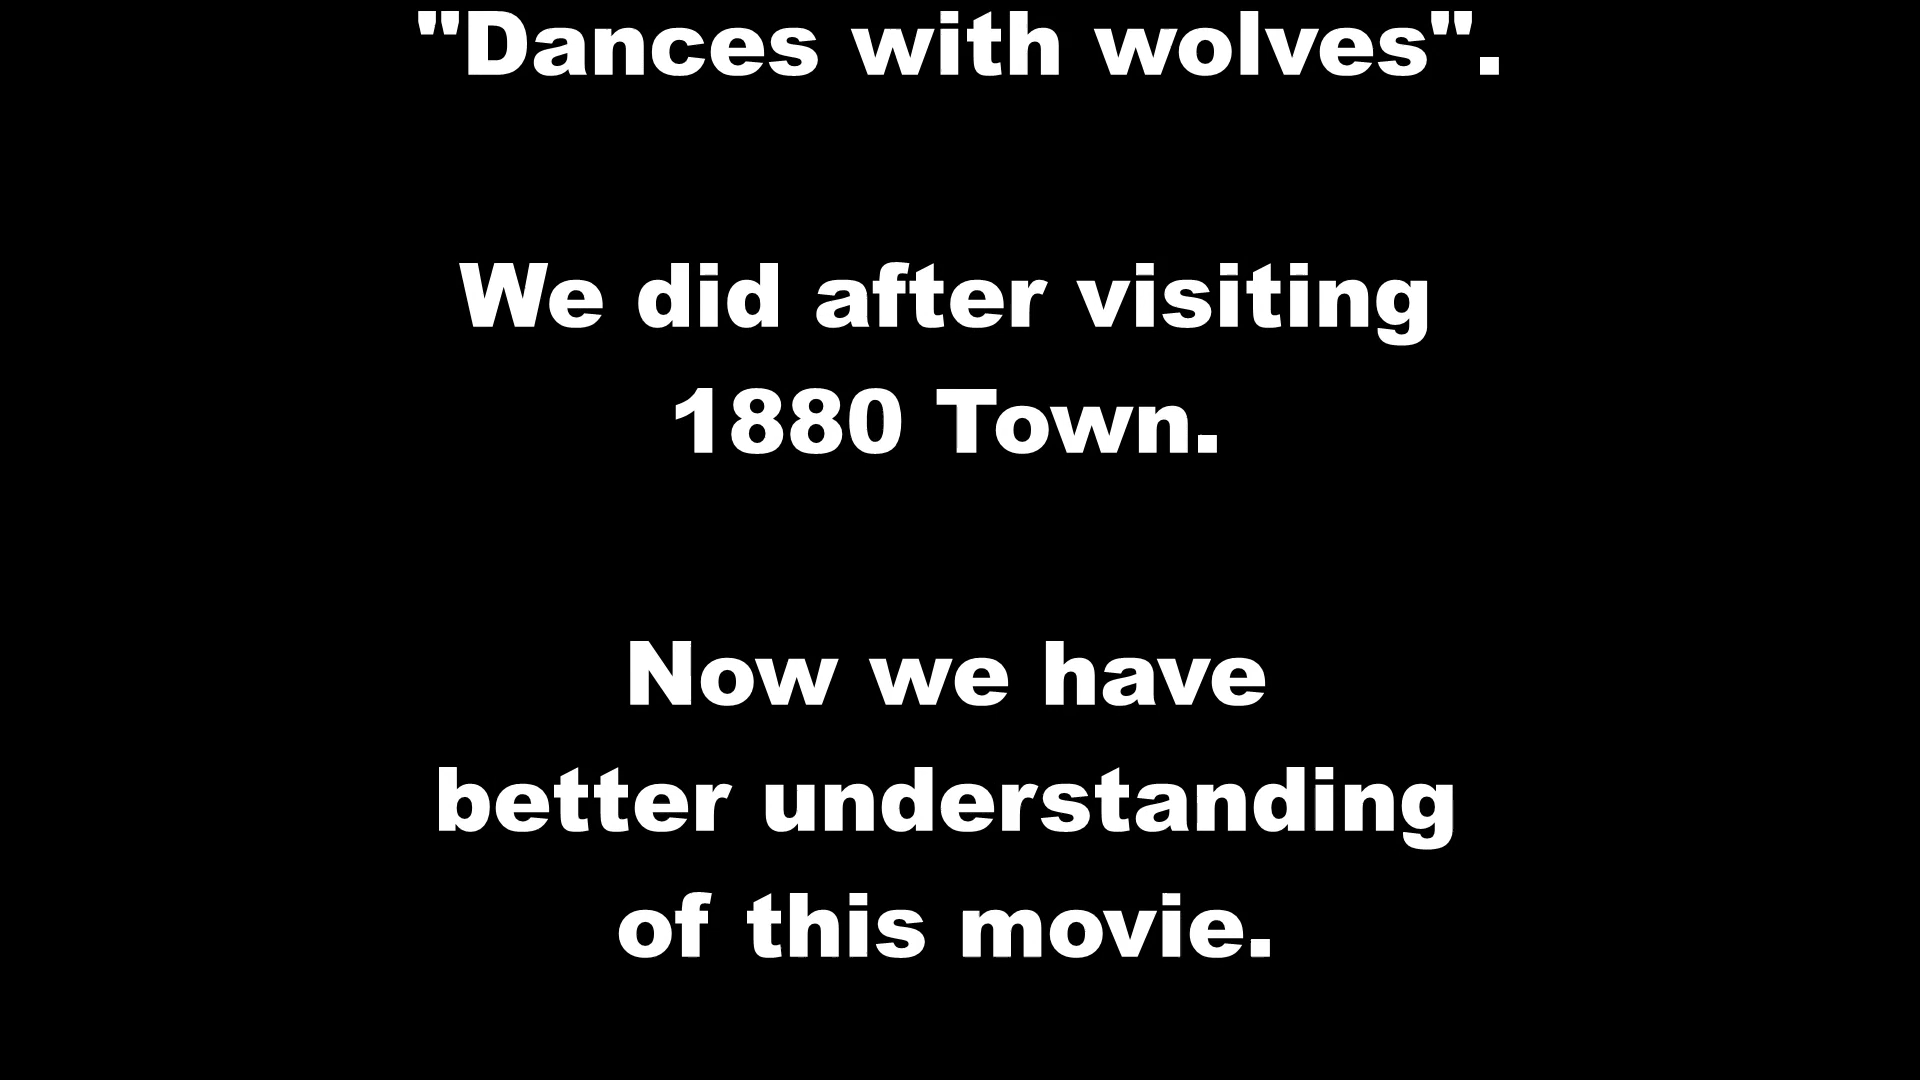 "Dances with wolves".
We did after visiting
1880 Town.
Now we have
better understanding
of this movie.